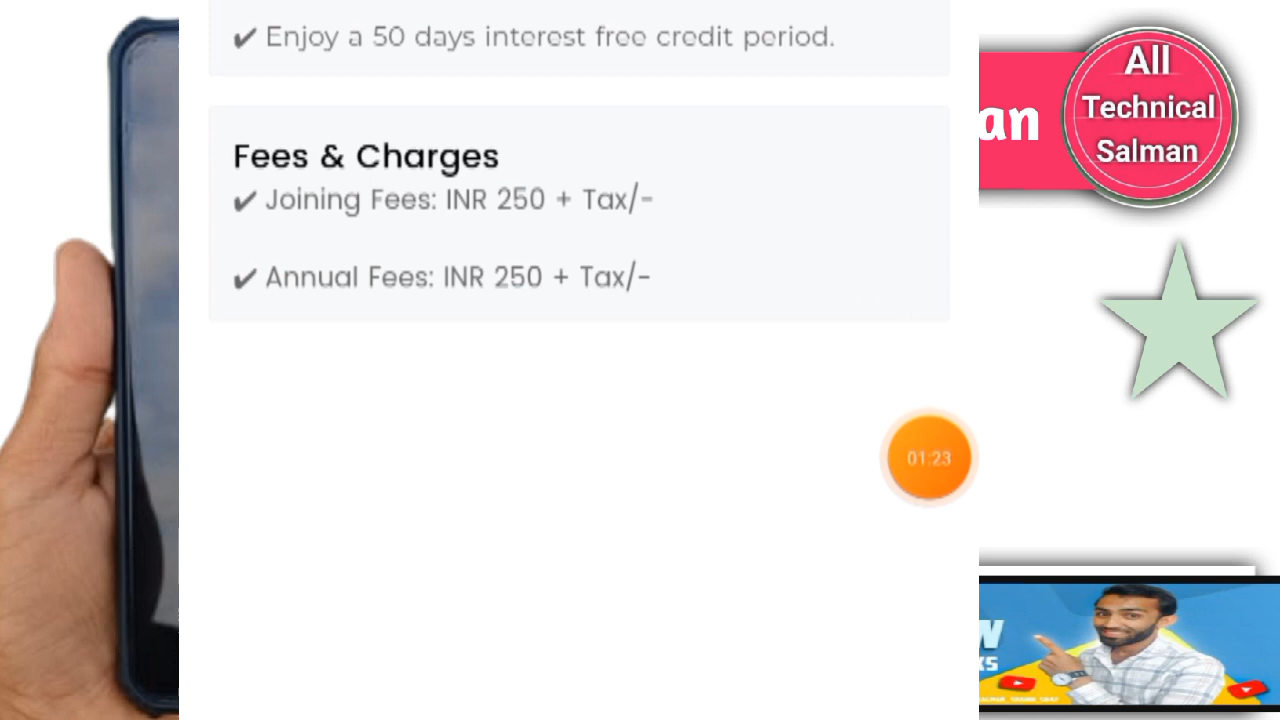 ✔ Enjoy a 50 days interest free credit period.
Fees & Charges
✔ Joining Fees: INR 250 + Tax/-
✔ Annual Fees: INR 250 + Tax/-
01:23
an
All
Technical
Salman